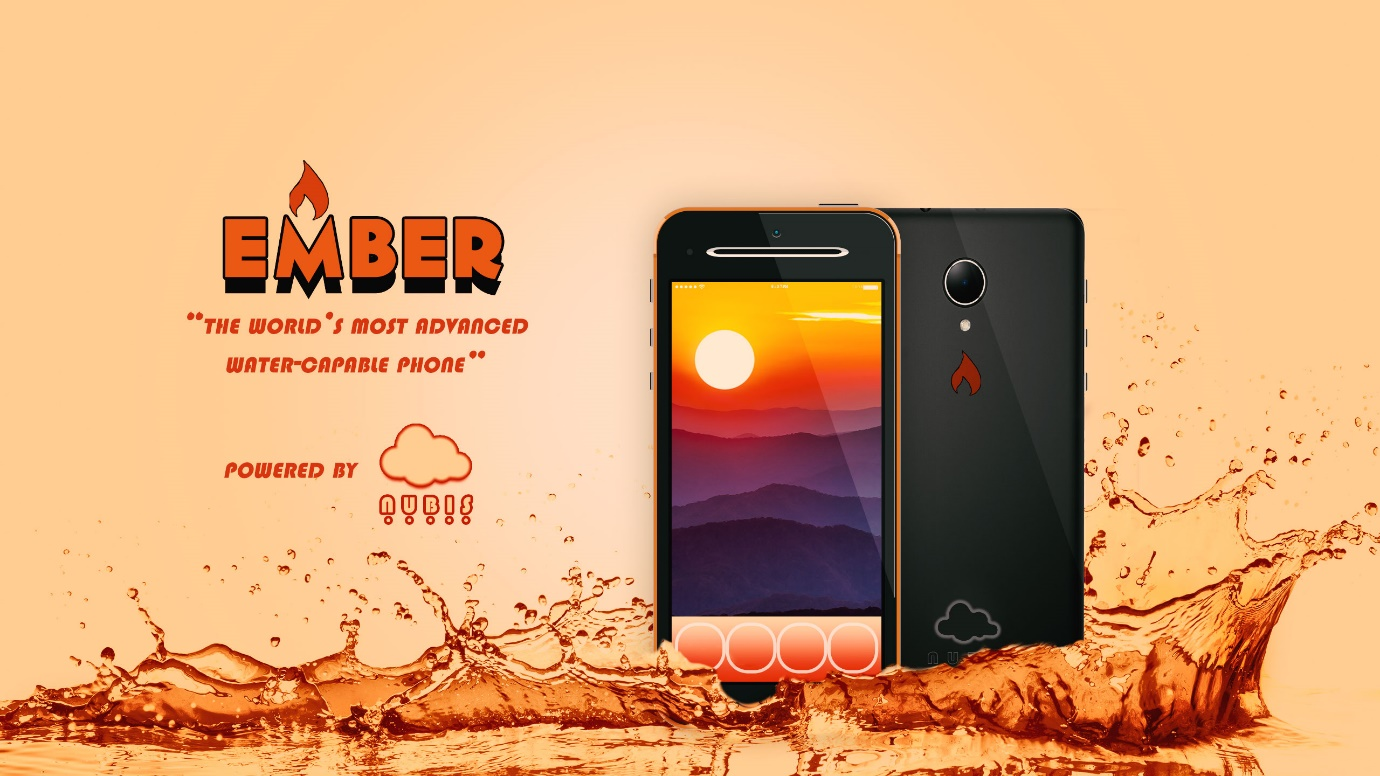 EMBER
"THE WORLD'S MOST ADVANCED
WATER-CAPABLE PHONE"
POWERED BY
NUBIS